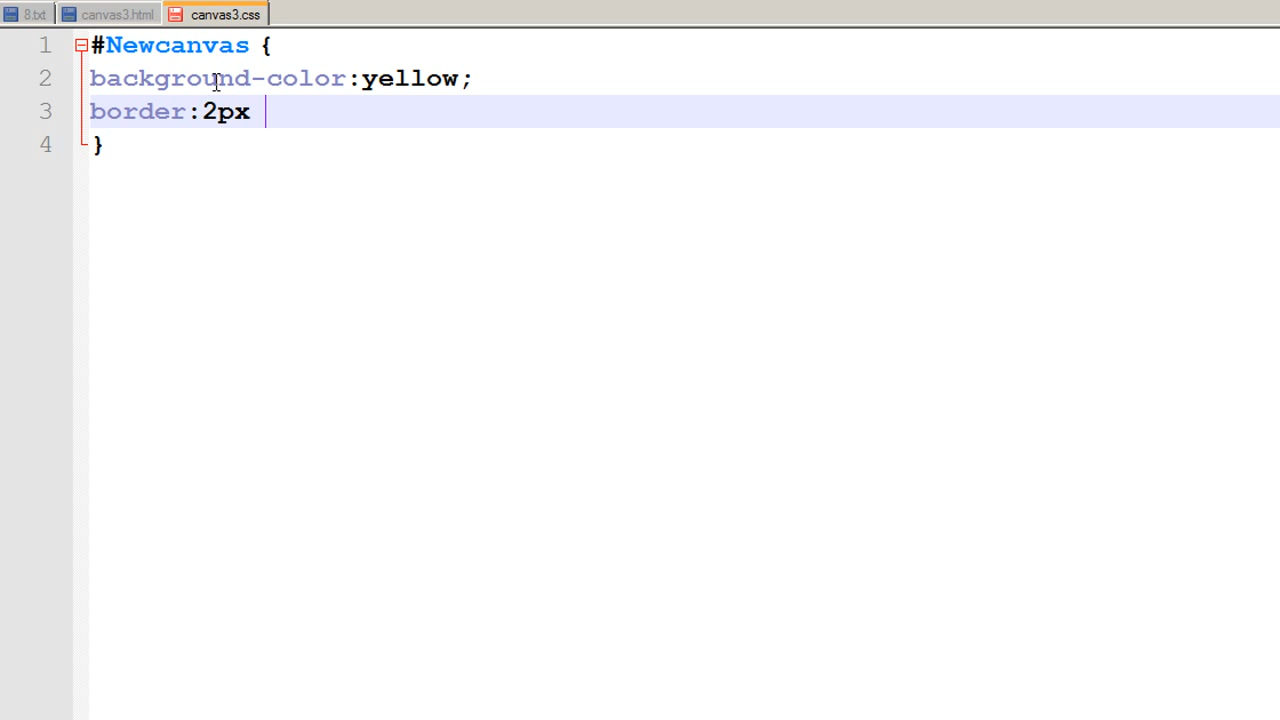 8.txt canvas3.html canvas3.css
1 #Newcanvas {
2 background-color:yellow;
3 border:2px
4 }